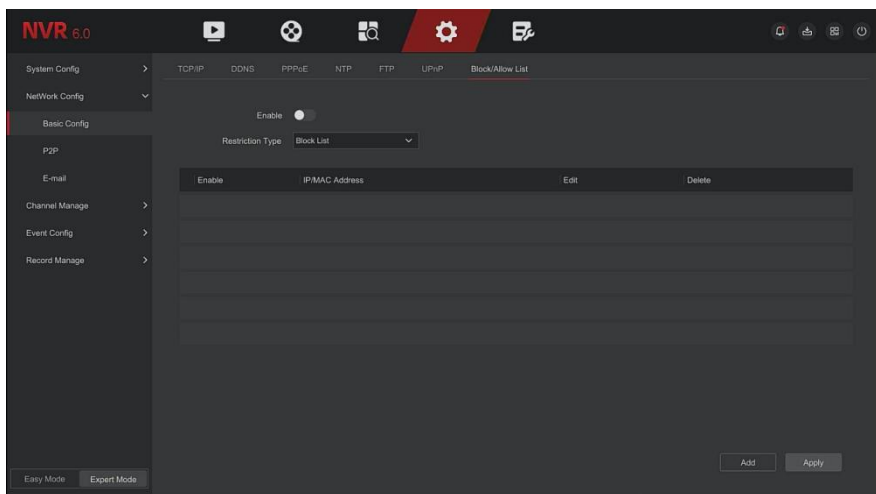 NVR 6.0
System Config
TCP/IP DDNS PPPoE NTP FTP UPnP Block/Allow List
NetWork Config
Basic Config
P2P
E-mail
Channel Manage
Event Config
Record Manage
Enable
Restriction Type Block List
Enable IP/MAC Address Edit Delete
Add Apply
Easy Mode Expert Mode